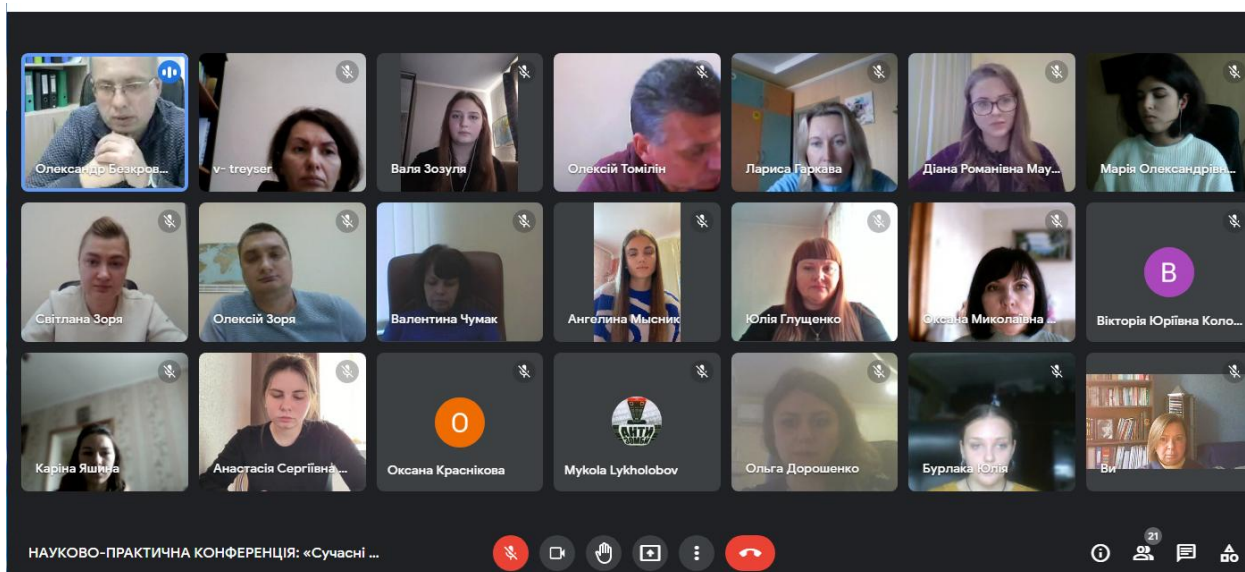 Олександр Безкров...
v- treyser
Валя Зозуля
Олексій Томілін
Лариса Гаркава
Діана Романівна Мау...
Марія Олександрівн...
Світлана Зоря
Олексій Зоря
Валентина Чумак
Ангелина Мысник
Юлія Глущенко
Оксана Миколаївна ...
В
Вікторія Юріївна Коло...
Каріна Яшина
Анастасія Сергіївна ...
О
Оксана Краснікова
АНТИ
ЗОМБИ
Mykola Lykholobov
Ольга Дорошенко
Бурлака Юлія
Ви
НАУКОВО-ПРАКТИЧНА КОНФЕРЕНЦІЯ: «Сучасні ...
21